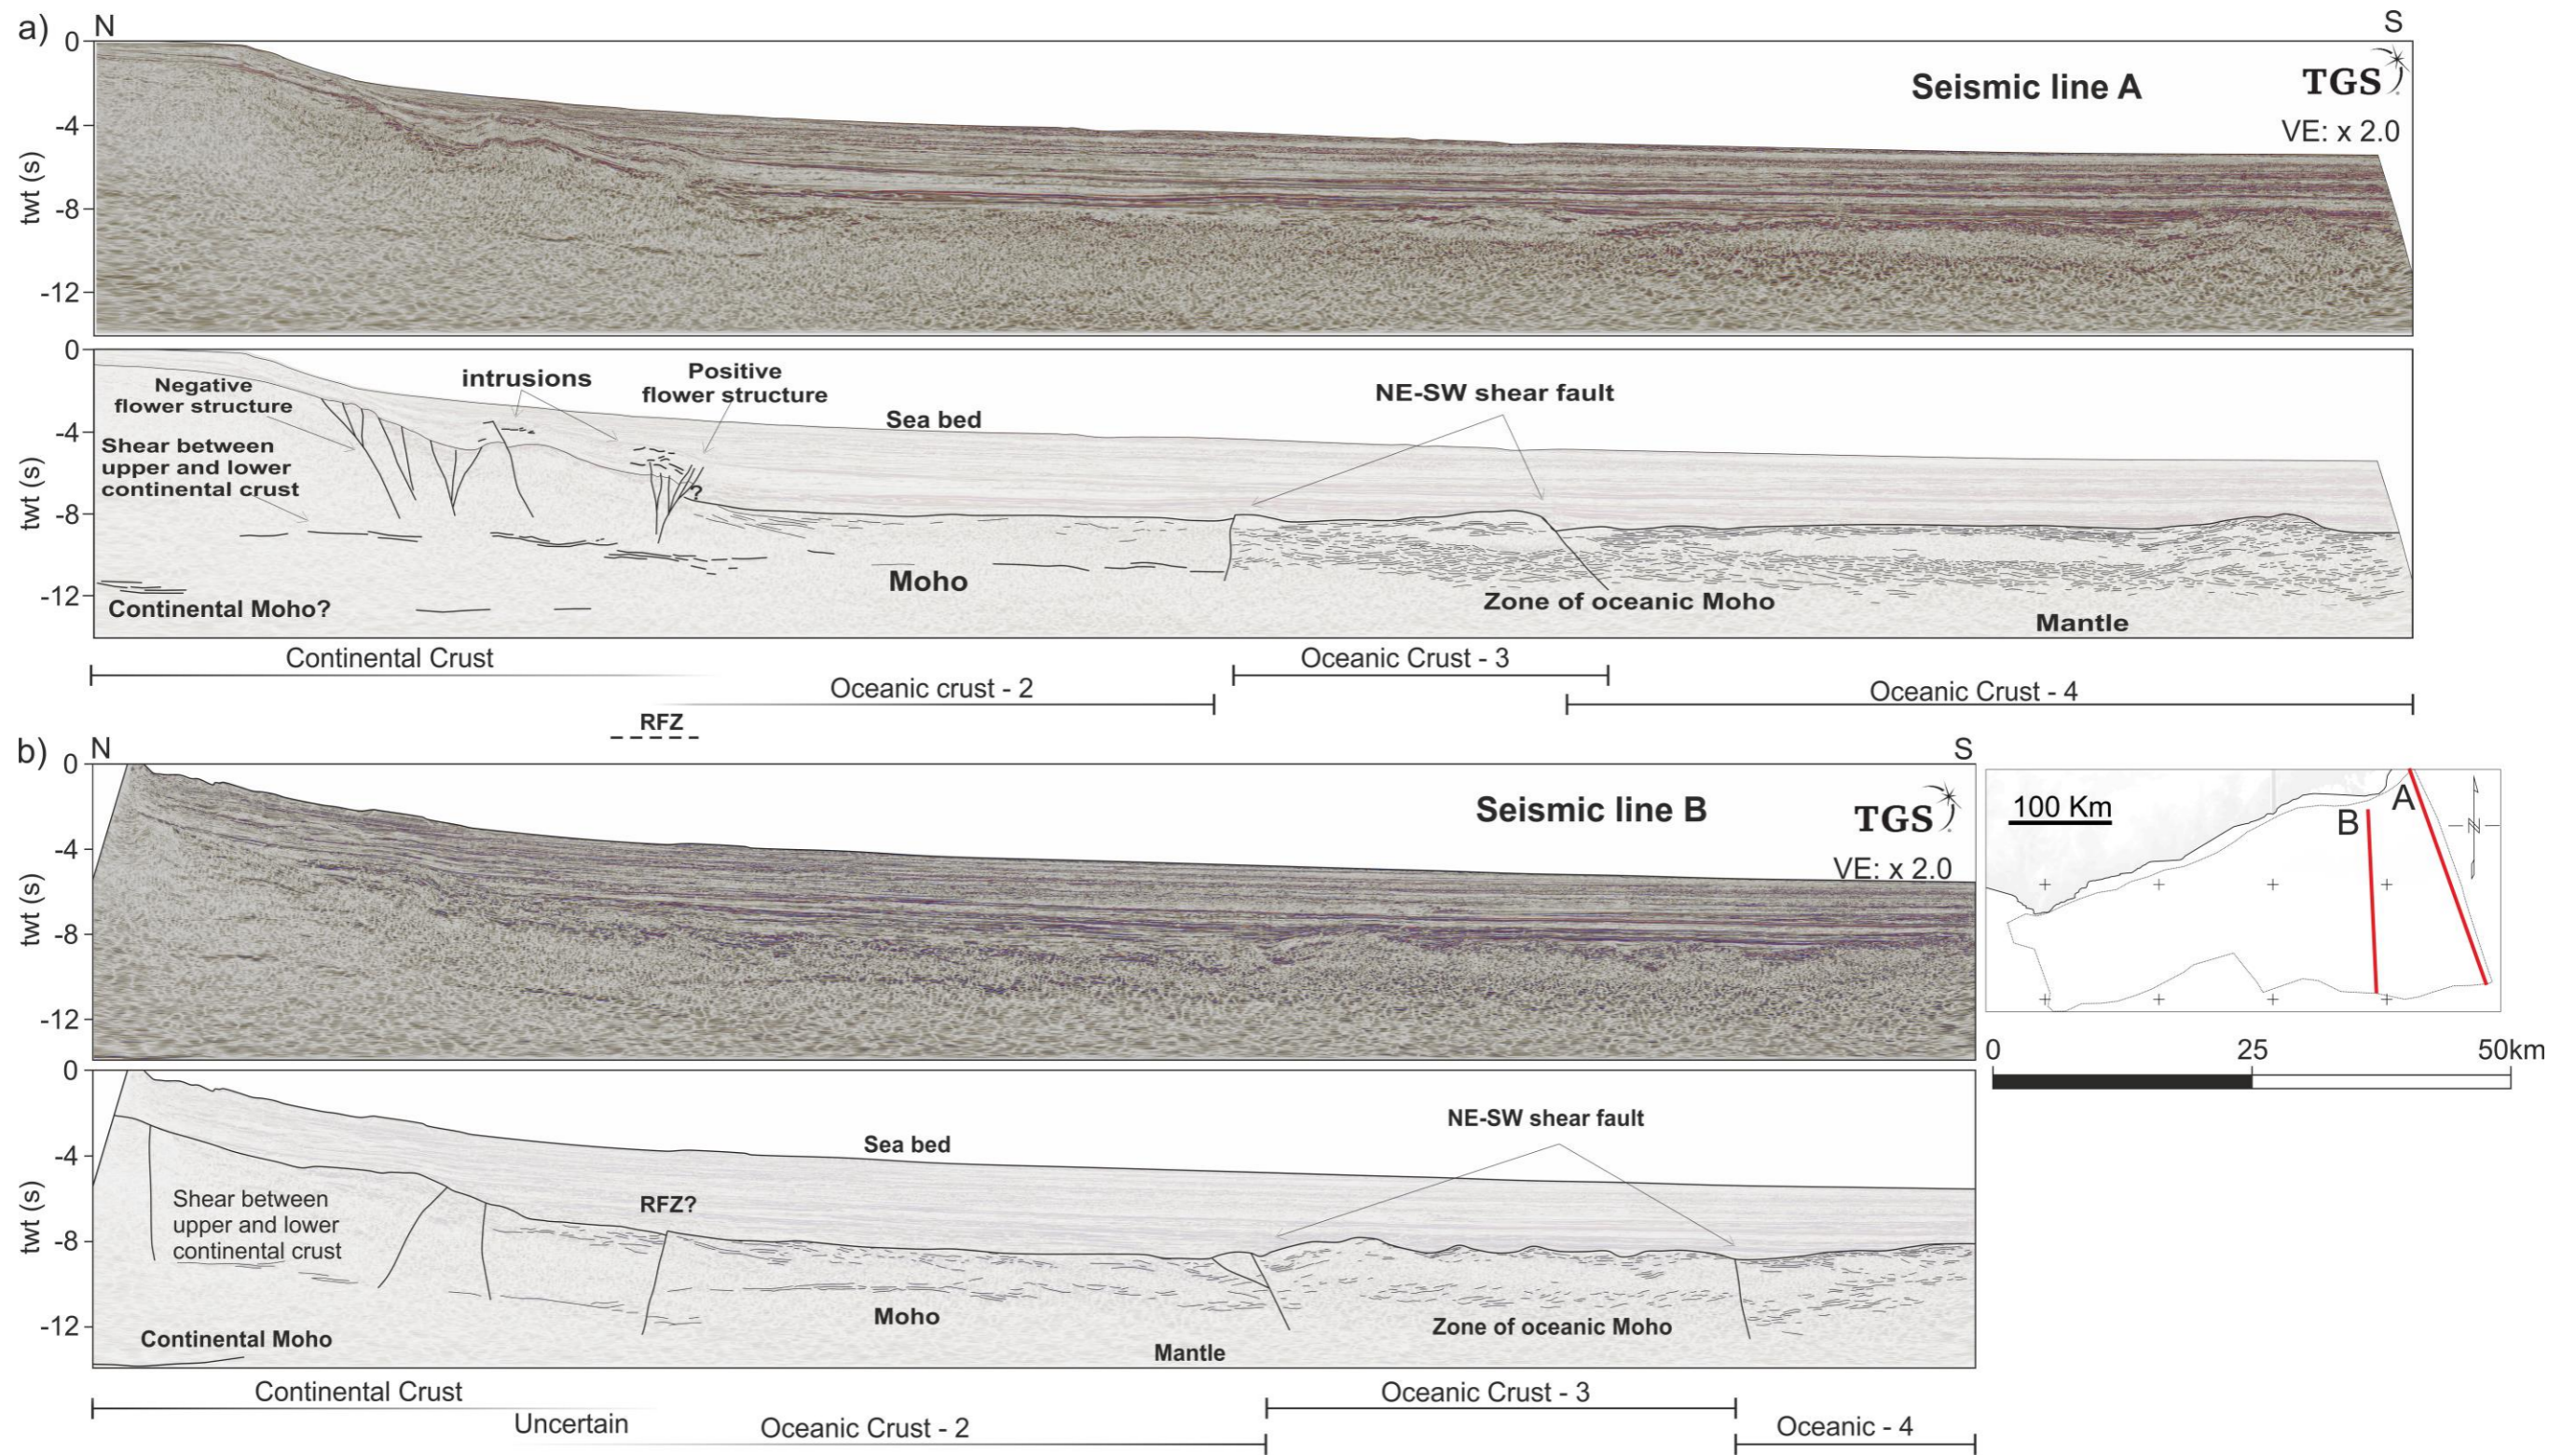 a) N S
0
-4
-8
-12
twt (s)
Seismic line A
TGS
VE: x 2.0
0
-4
-8
-12
twt (s)
Negative
flower structure
intrusions
Positive
flower structure
Shear between
upper and lower
continental crust
Sea bed
NE-SW shear fault
?
Moho
Continental Moho?
Zone of oceanic Moho
Mantle
Continental Crust
Oceanic Crust - 3
Oceanic crust - 2
Oceanic Crust - 4
RFZ
b) N S
0
-4
-8
-12
twt (s)
Seismic line B
TGS
VE: x 2.0
100 Km
A
B
N
0 25 50km
0
-4
-8
-12
twt (s)
Sea bed
NE-SW shear fault
Shear between
upper and lower
continental crust
RFZ?
Moho
Continental Moho
Zone of oceanic Moho
Mantle
Continental Crust
Oceanic Crust - 3
Uncertain
Oceanic Crust - 2
Oceanic - 4